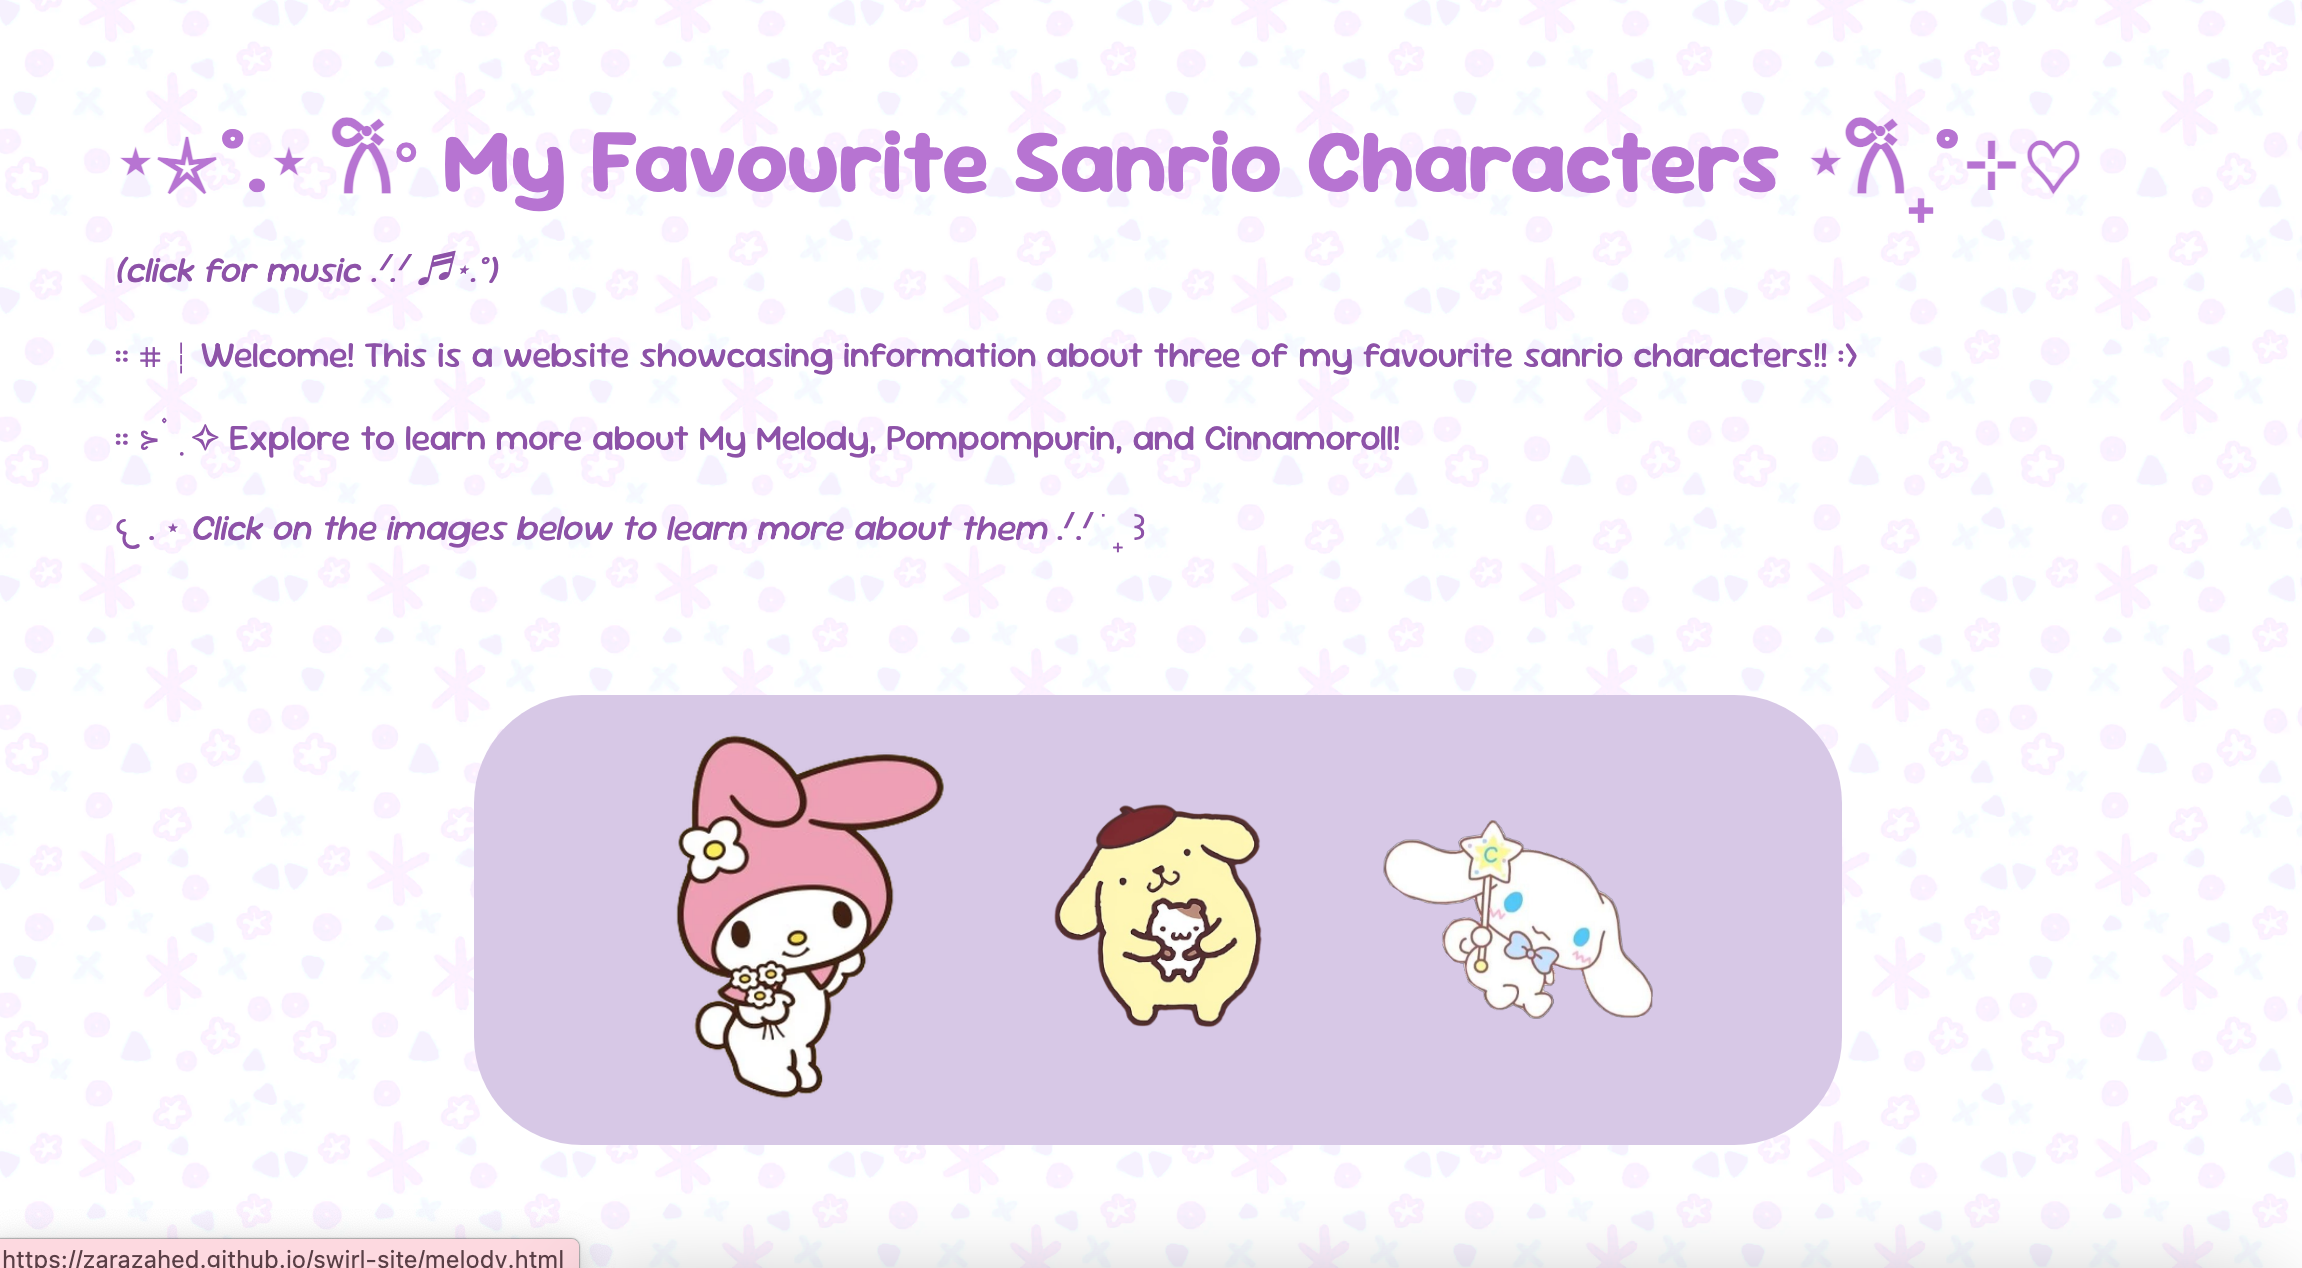 ⋆✮˚.⋆ 𐙚° My Favourite Sanrio Characters ⋆𐙚₊˚⊹♡
(click for music .ᐟ.ᐟ ♬⋆.˚)
:: # ┆ Welcome! This is a website showcasing information about three of my favourite sanrio characters!! :>
:: ⊱˚ . ✧ Explore to learn more about My Melody, Pompompurin, and Cinnamoroll!
꒰ . ⋆ Click on the images below to learn more about them .ᐟ.ᐟ ˙ ₊ ꒱
C
https://zarazahed.github.io/swirl-site/melody.html